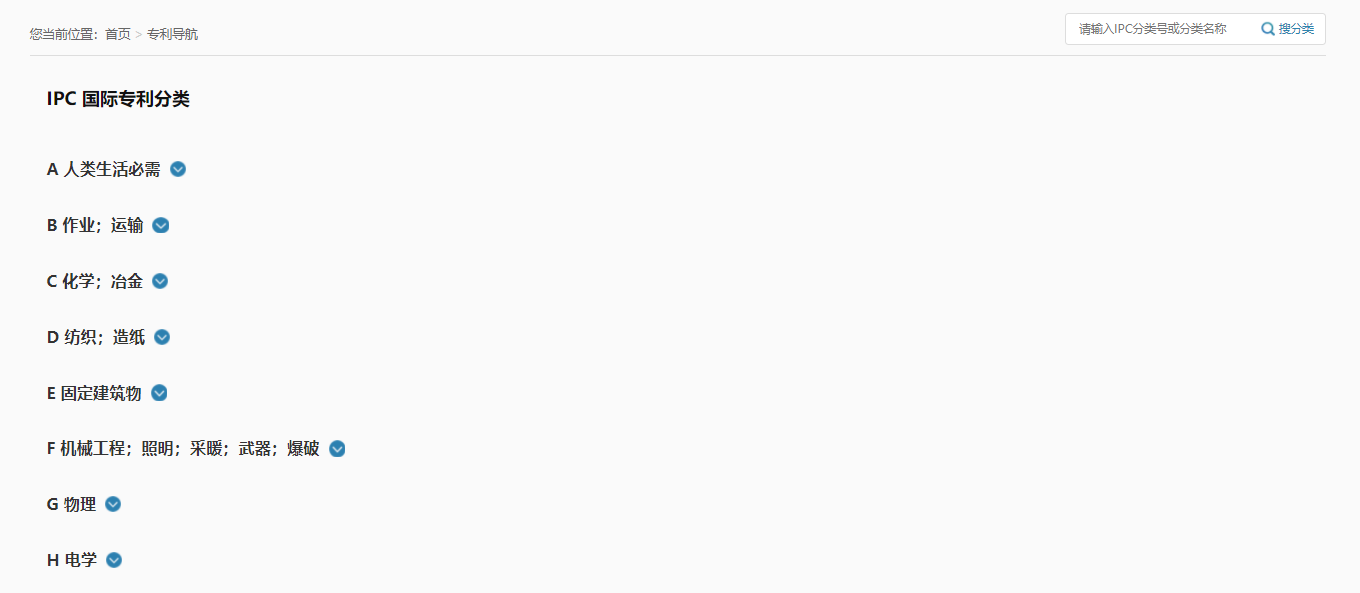 您当前位置：首页 > 专利导航
请输入IPC分类号或分类名称 搜分类
IPC 国际专利分类
A 人类生活必需
B 作业；运输
C 化学；冶金
D 纺织；造纸
E 固定建筑物
F 机械工程；照明；采暖；武器；爆破
G 物理
H 电学